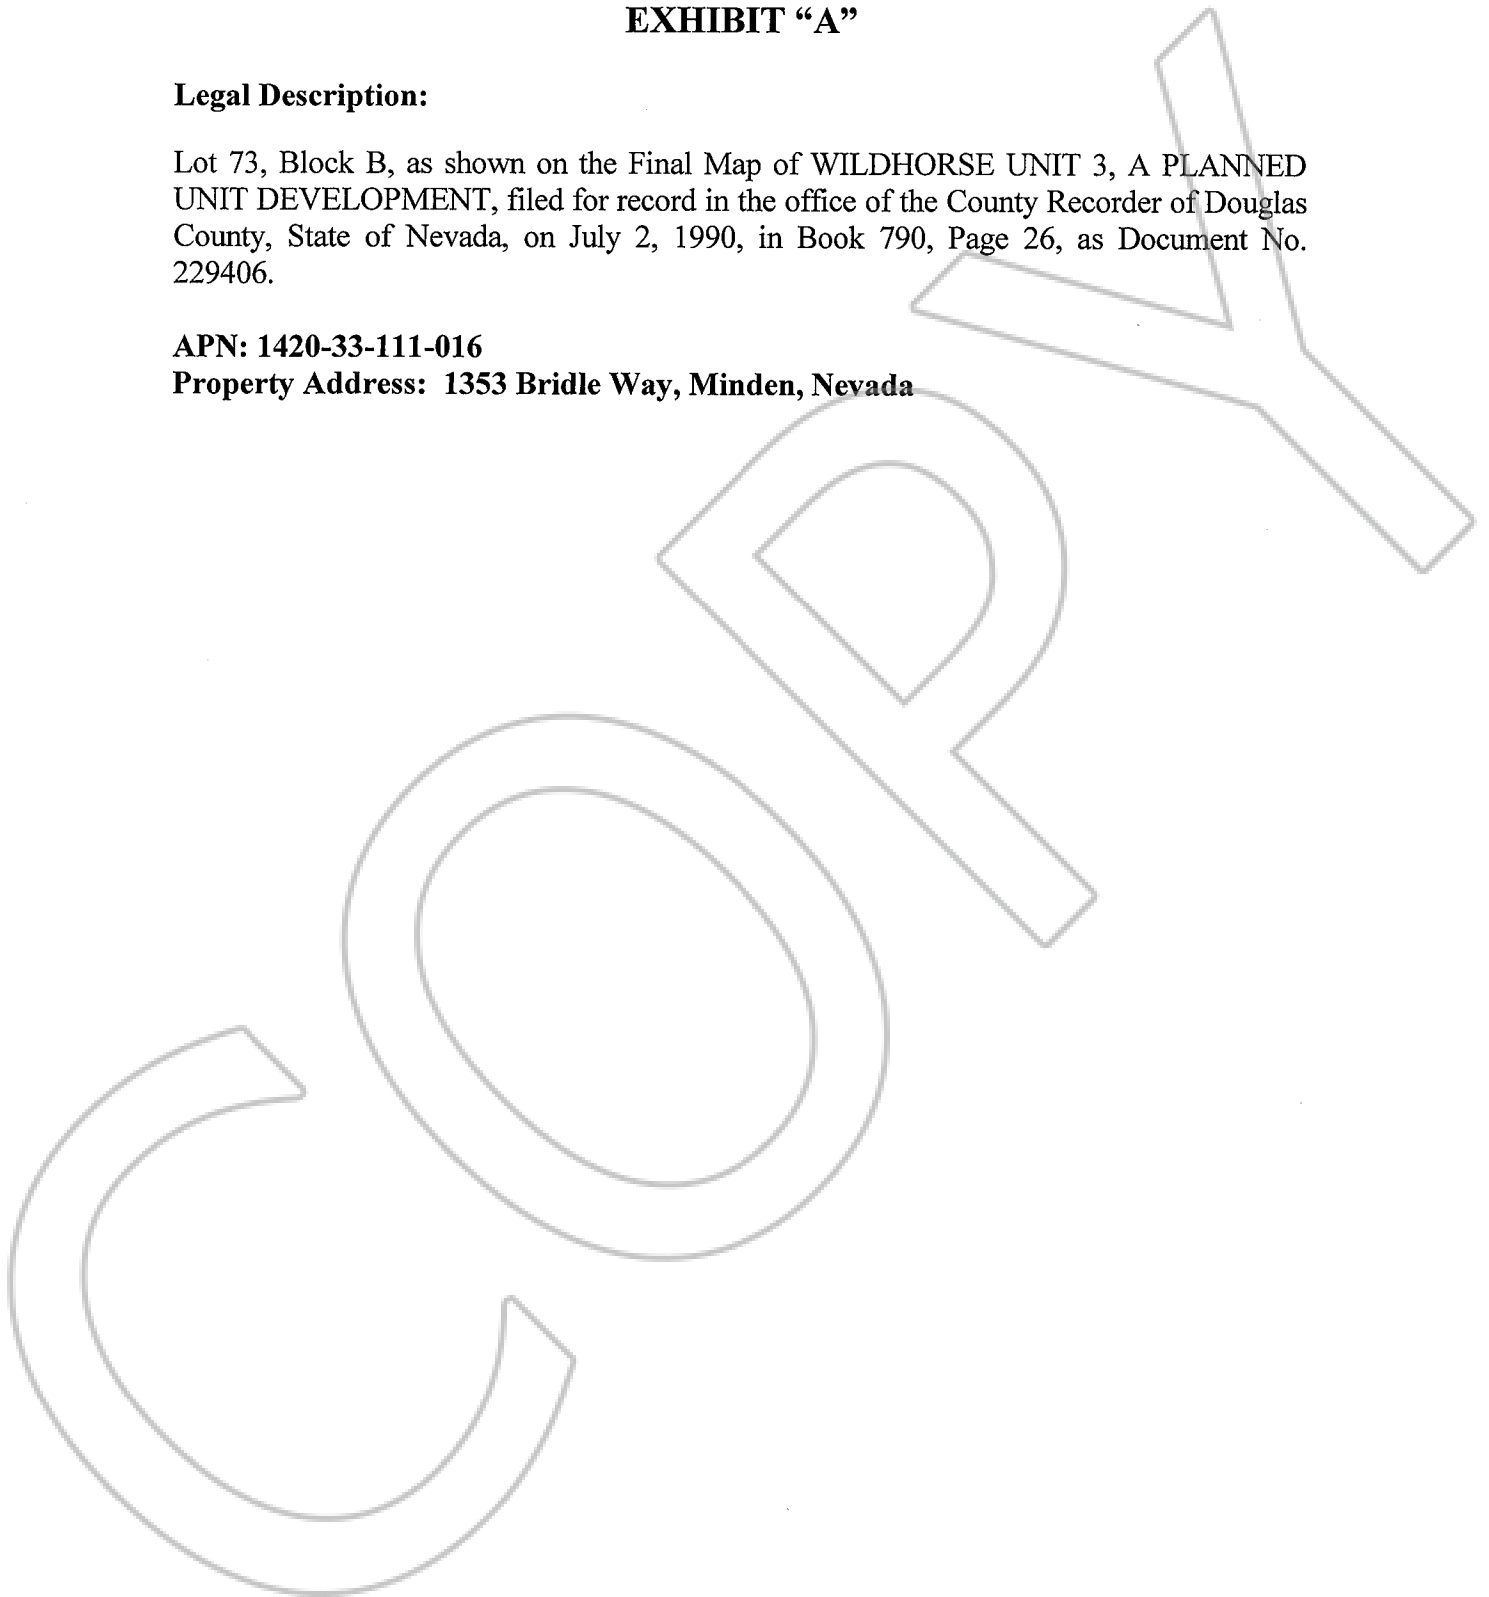 EXHIBIT “A”
Legal Description:
Lot 73, Block B, as shown on the Final Map of WILDHORSE UNIT 3, A PLANNED
UNIT DEVELOPMENT, filed for record in the office of the County Recorder of Douglas
County, State of Nevada, on July 2, 1990, in Book 790, Page 26, as Document No.
229406.
APN: 1420-33-111-016
Property Address: 1353 Bridle Way, Minden, Nevada
COPY